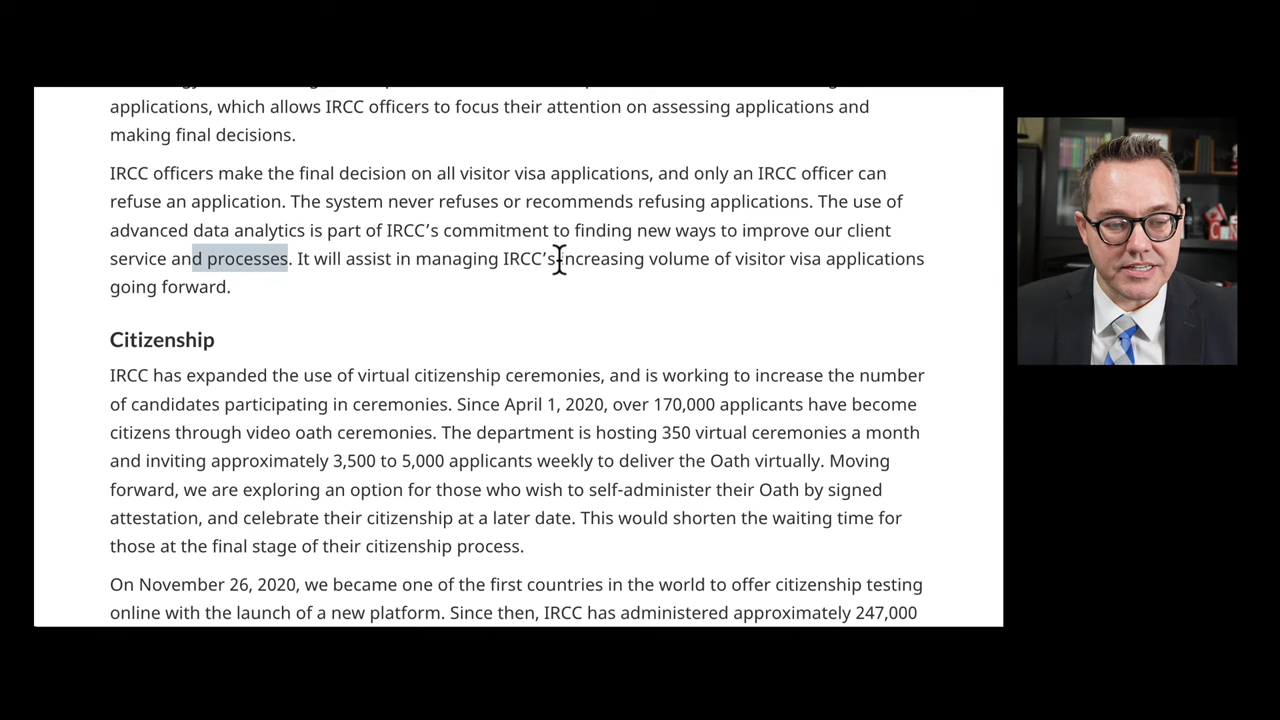 applications, which allows IRCC officers to focus their attention on assessing applications and
making final decisions.
IRCC officers make the final decision on all visitor visa applications, and only an IRCC officer can
refuse an application. The system never refuses or recommends refusing applications. The use of
advanced data analytics is part of IRCC’s commitment to finding new ways to improve our client
service and processes. It will assist in managing IRCC’s increasing volume of visitor visa applications
going forward.
Citizenship
IRCC has expanded the use of virtual citizenship ceremonies, and is working to increase the number
of candidates participating in ceremonies. Since April 1, 2020, over 170,000 applicants have become
citizens through video oath ceremonies. The department is hosting 350 virtual ceremonies a month
and inviting approximately 3,500 to 5,000 applicants weekly to deliver the Oath virtually. Moving
forward, we are exploring an option for those who wish to self-administer their Oath by signed
attestation, and celebrate their citizenship at a later date. This would shorten the waiting time for
those at the final stage of their citizenship process.
On November 26, 2020, we became one of the first countries in the world to offer citizenship testing
online with the launch of a new platform. Since then, IRCC has administered approximately 247,000